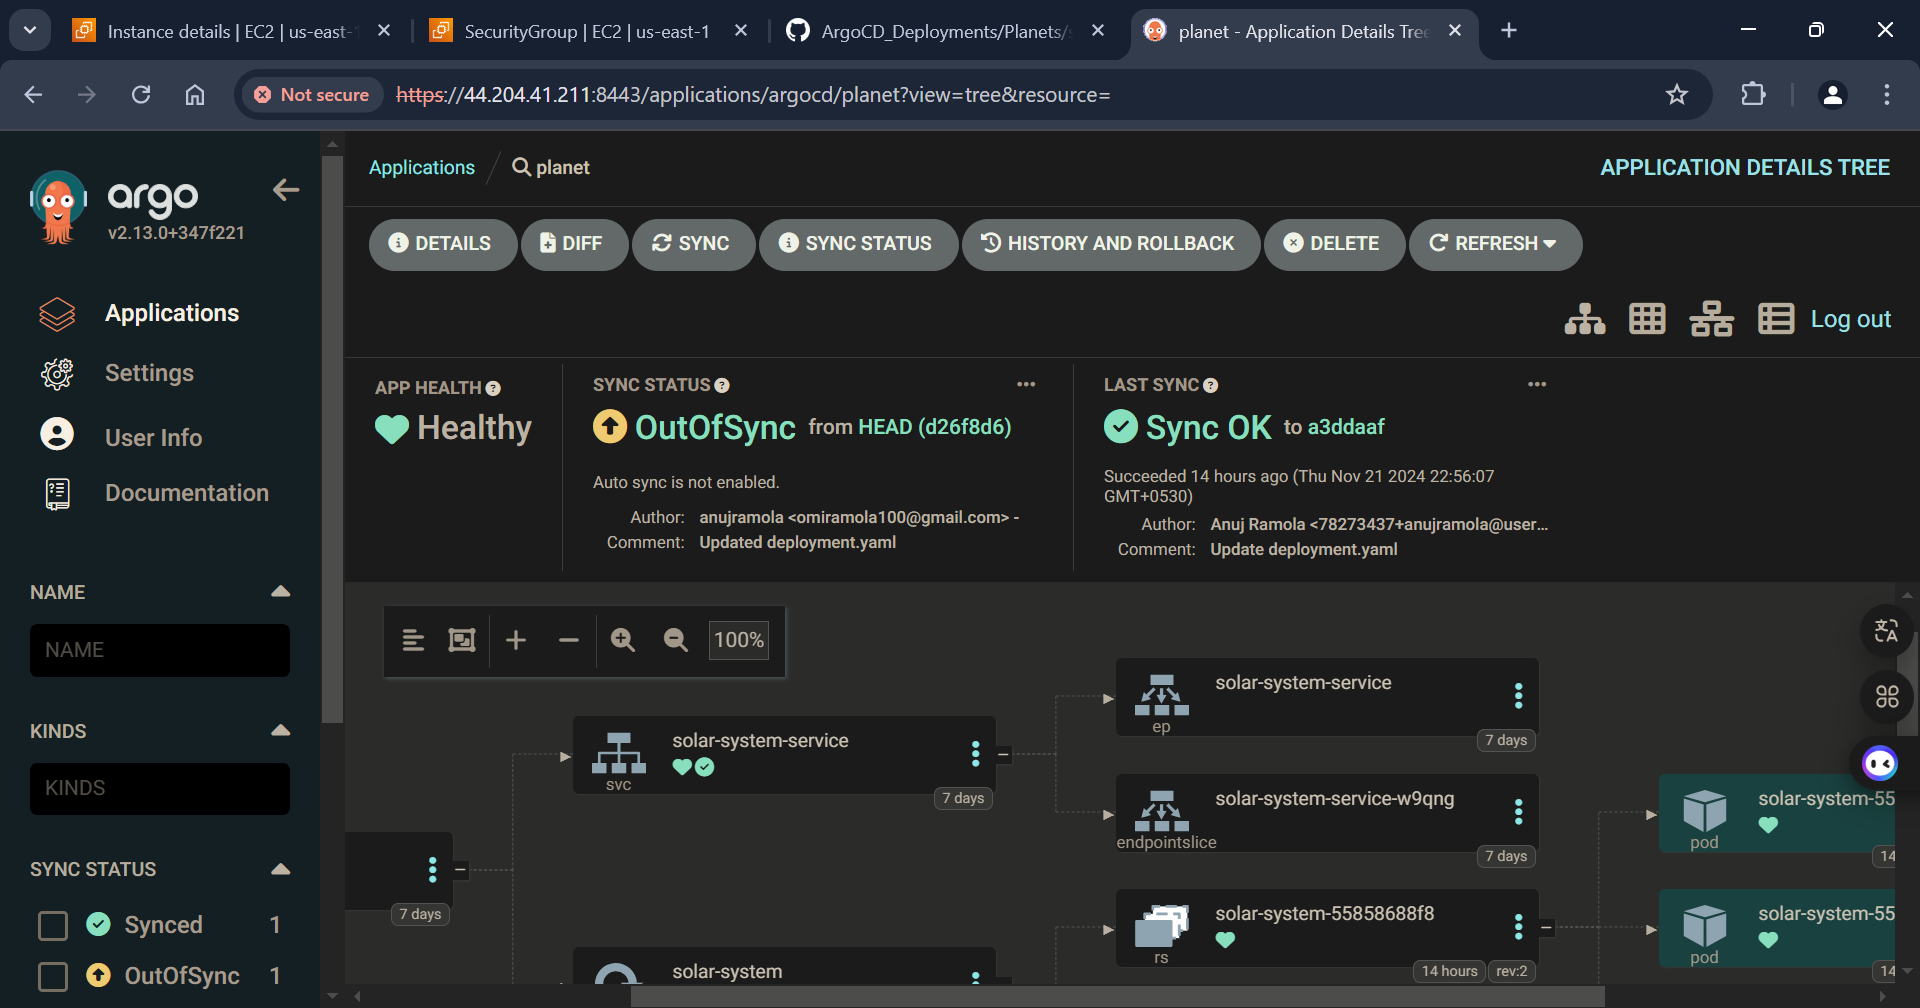 Instance details | EC2 | us-east-1
SecurityGroup | EC2 | us-east-1
ArgoCD_Deployments/Planets/s
planet - Application Details Tree
Not secure
https://44.204.41.211:8443/applications/argocd/planet?view=tree&resource=
argo
v2.13.0+347f221
Applications
Settings
User Info
Documentation
NAME
NAME
KINDS
KINDS
SYNC STATUS
Synced 1
OutOfSync 1
Applications / planet
APPLICATION DETAILS TREE
DETAILS
DIFF
SYNC
SYNC STATUS
HISTORY AND ROLLBACK
DELETE
REFRESH
Log out
APP HEALTH
Healthy
SYNC STATUS
OutOfSync from HEAD (d26f8d6)
Auto sync is not enabled.
Author: anujramola <omiramola100@gmail.com> -
Comment: Updated deployment.yaml
LAST SYNC
Sync OK to a3ddaaf
Succeeded 14 hours ago (Thu Nov 21 2024 22:56:07
GMT+0530)
Author: Anuj Ramola <78273437+anujramola@user...
Comment: Update deployment.yaml
100%
7 days
solar-system-service
svc
7 days
solar-system
solar-system-service
ep
7 days
solar-system-service-w9qng
endpointslice
7 days
solar-system-55858688f8
rs
14 hours
rev:2
solar-system-55
pod
14
solar-system-55
pod
14